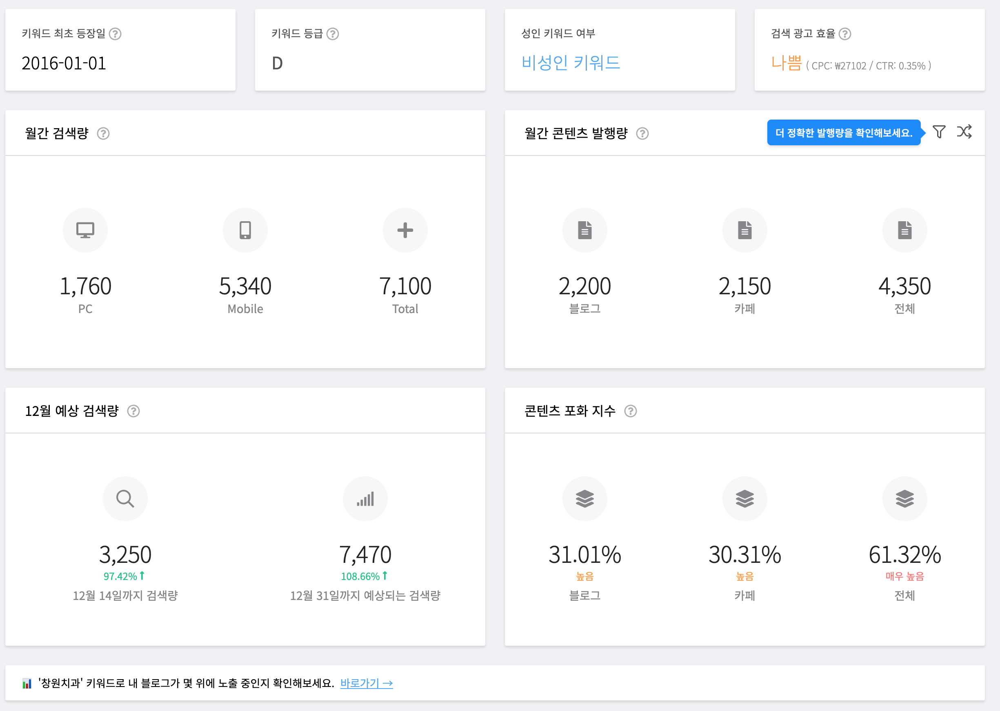 키워드 최초 등장일 ?
2016-01-01
키워드 등급 ?
D
성인 키워드 여부
비성인 키워드
검색 광고 효율 ?
나쁨 ( CPC: ₩27102 / CTR: 0.35% )
월간 검색량 ?
1,760
PC
5,340
Mobile
7,100
Total
월간 콘텐츠 발행량 ?
더 정확한 발행량을 확인해보세요.
2,200
블로그
2,150
카페
4,350
전체
12월 예상 검색량 ?
3,250
97.42%
12월 14일까지 검색량
7,470
108.66%
12월 31일까지 예상되는 검색량
콘텐츠 포화 지수 ?
31.01%
높음
블로그
30.31%
높음
카페
61.32%
매우 높음
전체
'창원치과' 키워드로 내 블로그가 몇 위에 노출 중인지 확인해보세요. 바로가기 →